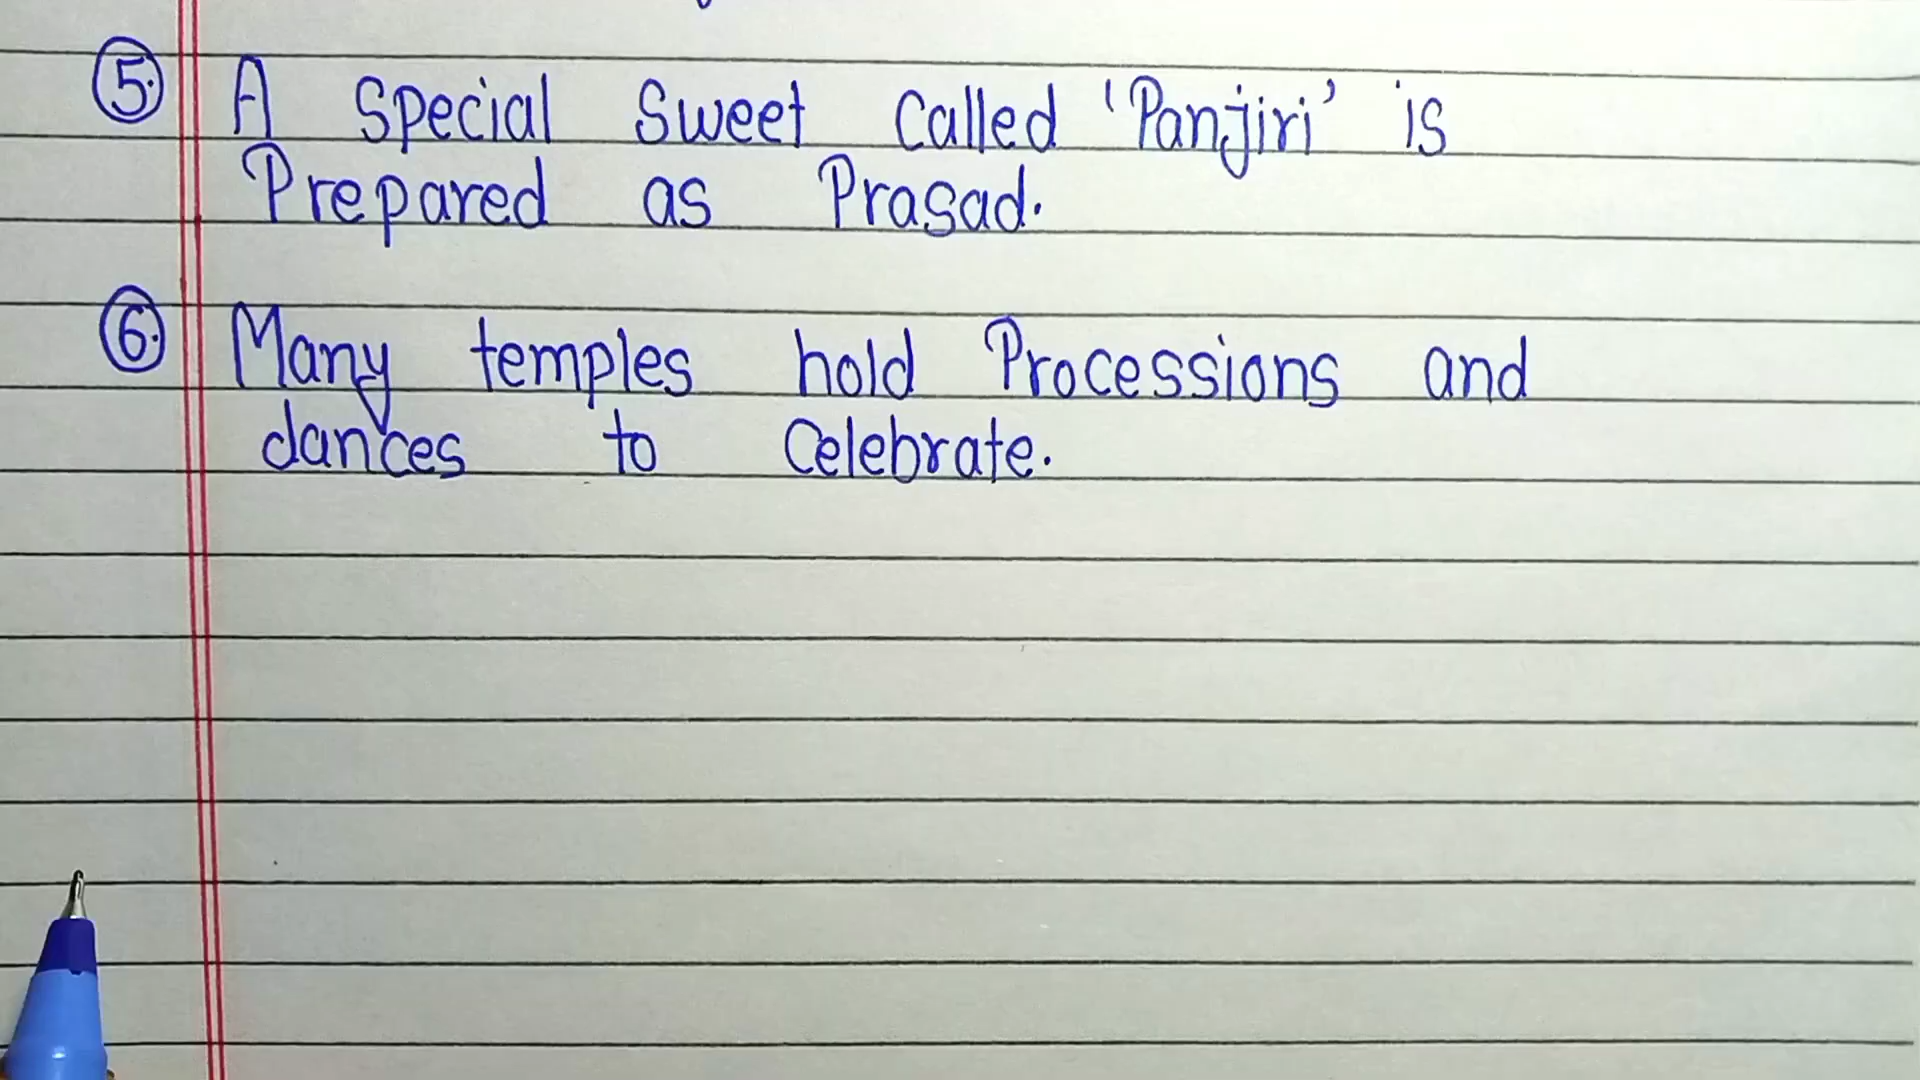 5. A Special Sweet Called 'Panjiri' is
Prepared as Prasad.
6. Many temples hold Processions and
dances to Celebrate.